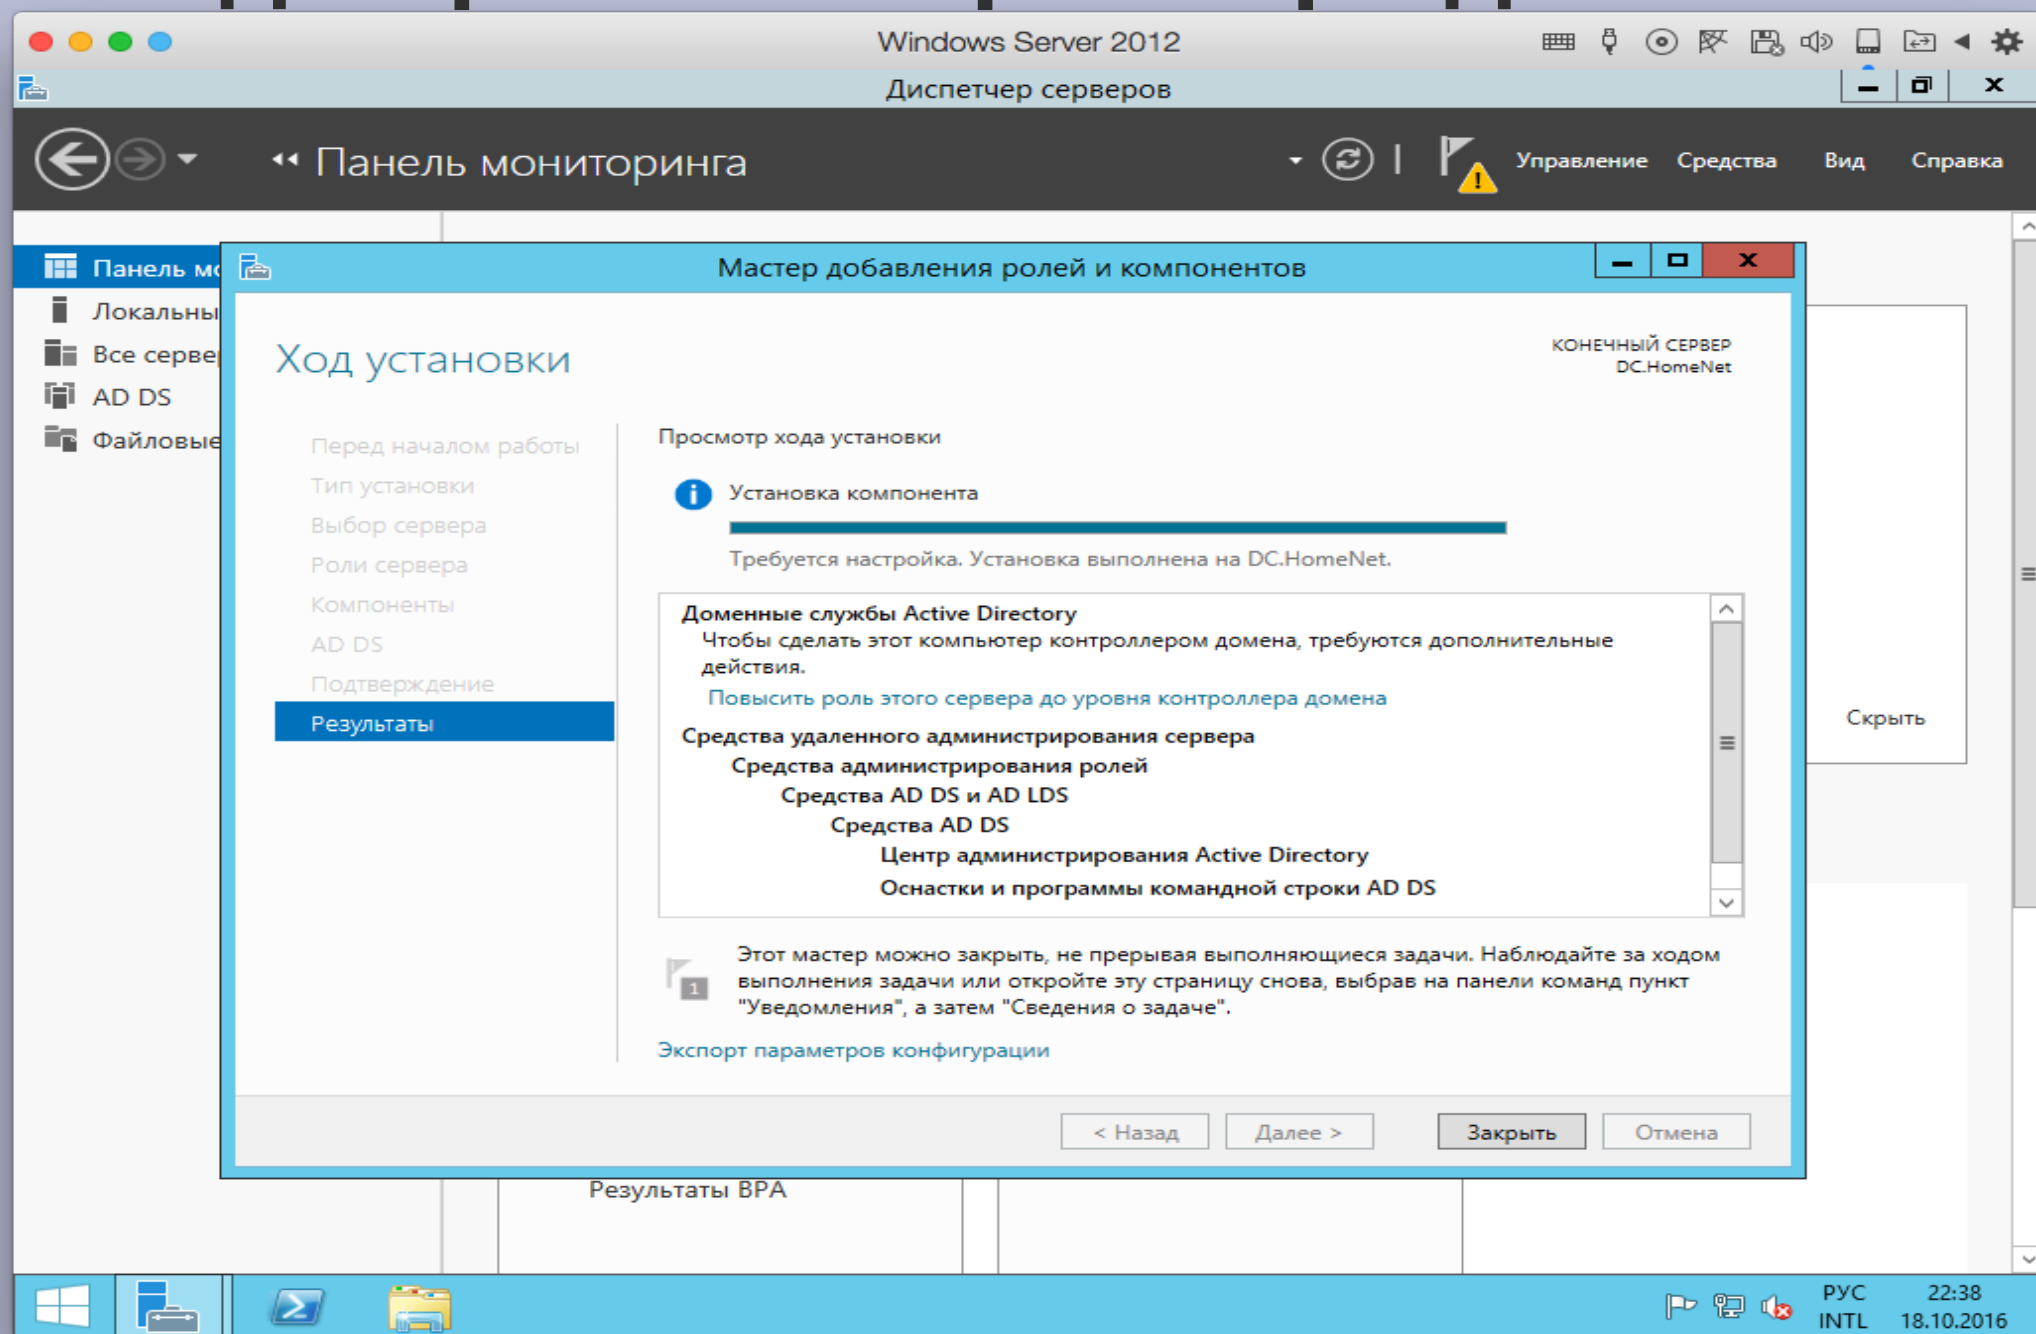 Windows Server 2012
Диспетчер серверов
Панель мониторинга
Управление Средства Вид Справка
Панель мо
Локальны
Все серве
AD DS
Файловые
Мастер добавления ролей и компонентов
Ход установки
КОНЕЧНЫЙ СЕРВЕР
DC.HomeNet
Перед началом работы
Тип установки
Выбор сервера
Роли сервера
Компоненты
AD DS
Подтверждение
Результаты
Просмотр хода установки
Установка компонента
Требуется настройка. Установка выполнена на DC.HomeNet.
Доменные службы Active Directory
Чтобы сделать этот компьютер контроллером домена, требуются дополнительные
действия.
Повысить роль этого сервера до уровня контроллера домена
Средства удаленного администрирования сервера
Средства администрирования ролей
Средства AD DS и AD LDS
Средства AD DS
Центр администрирования Active Directory
Оснастки и программы командной строки AD DS
Этот мастер можно закрыть, не прерывая выполняющиеся задачи. Наблюдайте за ходом
выполнения задачи или откройте эту страницу снова, выбрав на панели команд пункт
"Уведомления", а затем "Сведения о задаче".
1
Экспорт параметров конфигурации
< Назад Далее > Закрыть Отмена
Скрыть
Результаты BPA
РУС 22:38
INTL 18.10.2016